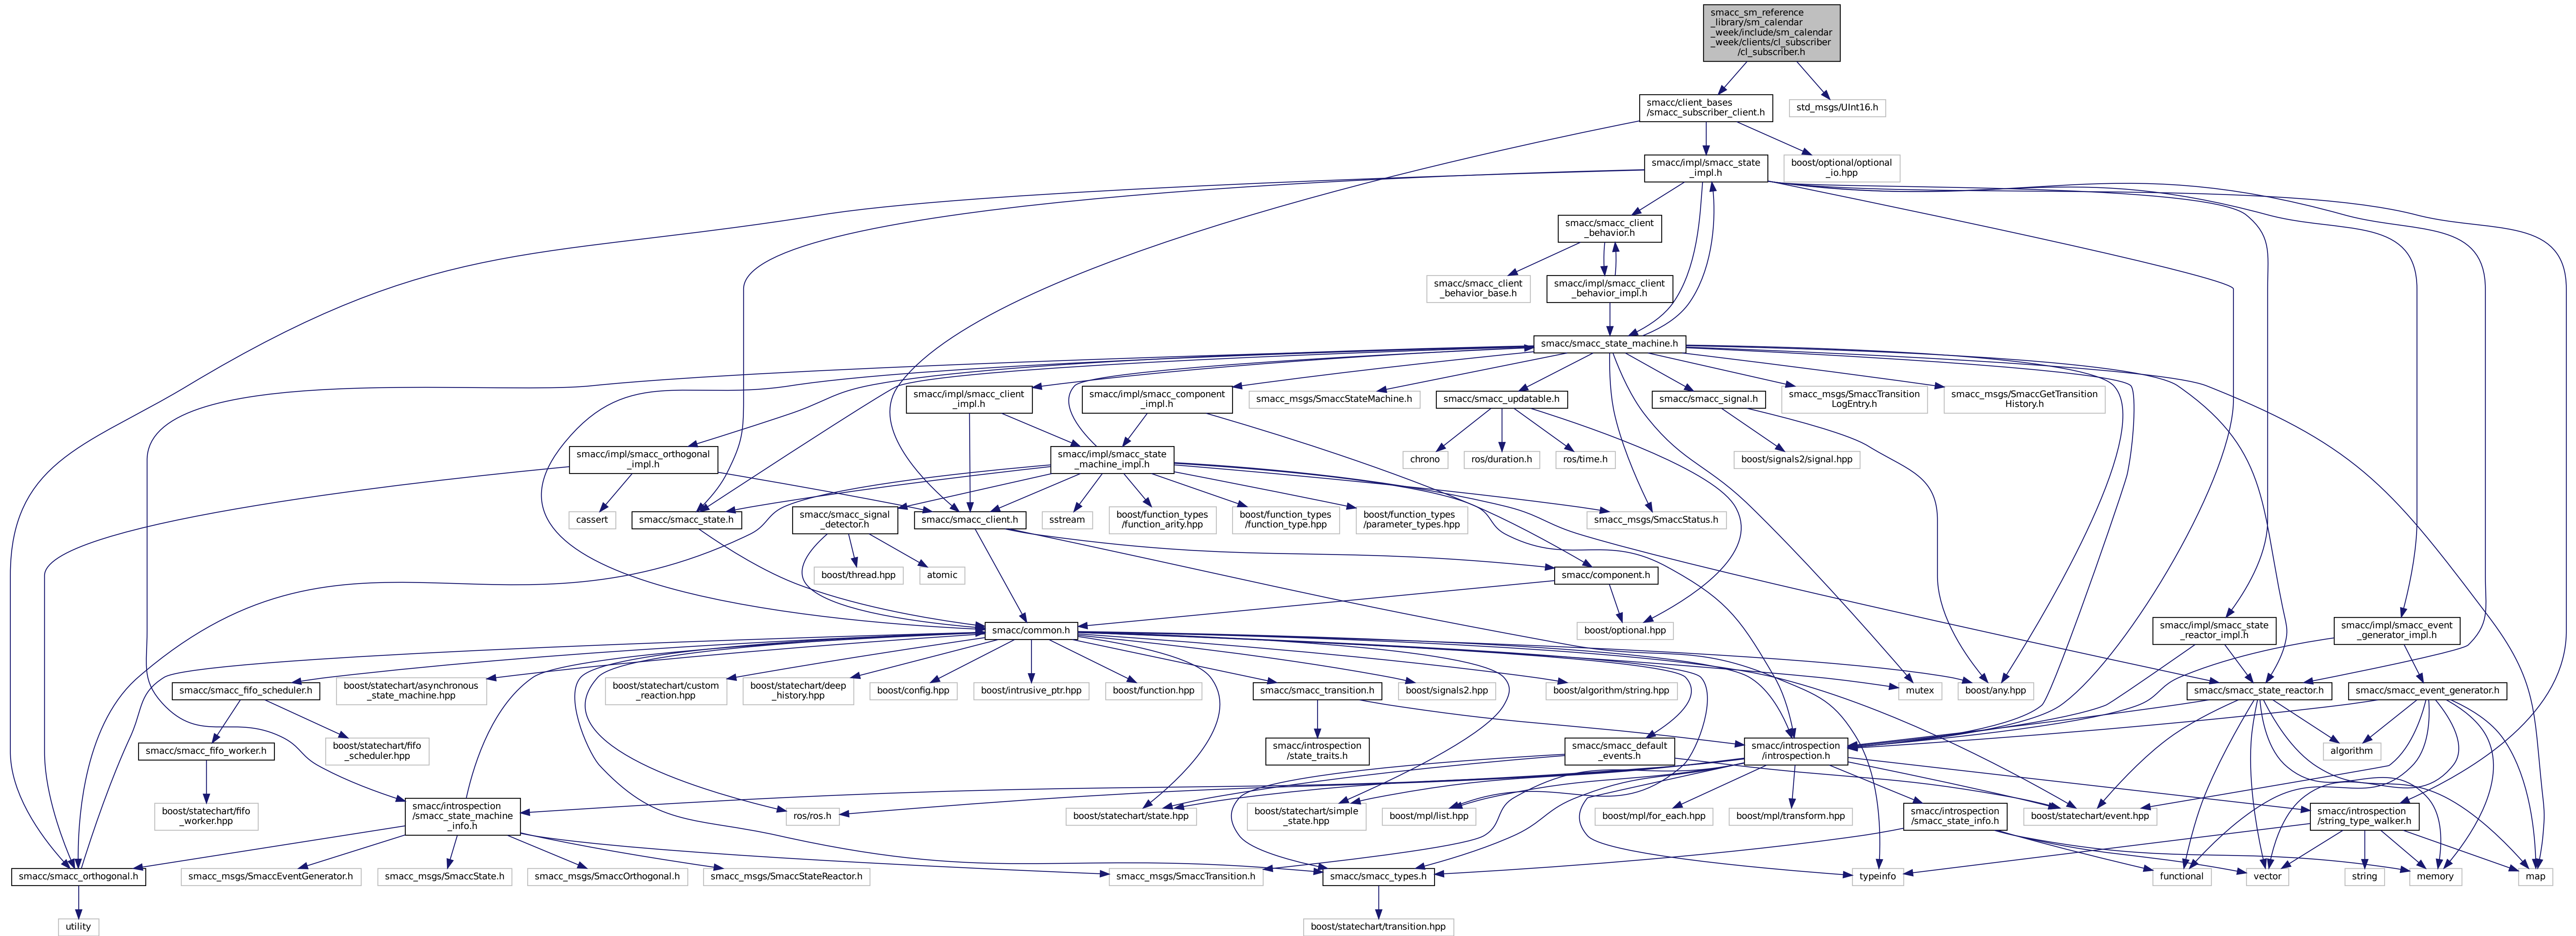 smacc_sm_reference
_library/sm_calendar
_week/include/sm_calendar
_week/clients/cl_subscriber
/cl_subscriber.h
smacc/client_bases
/smacc_subscriber_client.h
std_msgs/UInt16.h
smacc/impl/smacc_state
_impl.h
boost/optional/optional
_io.hpp
smacc/smacc_client
_behavior.h
smacc/smacc_client
_behavior_base.h
smacc/impl/smacc_client
_behavior_impl.h
smacc/smacc_state_machine.h
smacc/impl/smacc_client
_impl.h
smacc/impl/smacc_component
_impl.h
smacc_msgs/SmaccStateMachine.h
smacc/smacc_updatable.h
smacc/smacc_signal.h
smacc_msgs/SmaccTransition
LogEntry.h
smacc_msgs/SmaccGetTransition
History.h
smacc/impl/smacc_orthogonal
_impl.h
smacc/impl/smacc_state
_machine_impl.h
chrono
ros/duration.h
ros/time.h
boost/signals2/signal.hpp
cassert
smacc/smacc_state.h
smacc/smacc_signal
_detector.h
smacc/smacc_client.h
sstream
boost/function_types
/function_arity.hpp
boost/function_types
/function_type.hpp
boost/function_types
/parameter_types.hpp
smacc_msgs/SmaccStatus.h
boost/thread.hpp
atomic
smacc/component.h
smacc/common.h
boost/optional.hpp
smacc/impl/smacc_state
_reactor_impl.h
smacc/impl/smacc_event
_generator_impl.h
smacc/smacc_fifo_scheduler.h
boost/statechart/asynchronous
_state_machine.hpp
boost/statechart/custom
_reaction.hpp
boost/statechart/deep
_history.hpp
boost/config.hpp
boost/intrusive_ptr.hpp
boost/function.hpp
smacc/smacc_transition.h
boost/signals2.hpp
boost/algorithm/string.hpp
mutex
boost/any.hpp
smacc/smacc_state_reactor.h
smacc/smacc_event_generator.h
smacc/smacc_fifo_worker.h
boost/statechart/fifo
_scheduler.hpp
smacc/introspection
/state_traits.h
smacc/smacc_default
_events.h
smacc/introspection
/introspection.h
algorithm
boost/statechart/fifo
_worker.hpp
smacc/introspection
/smacc_state_machine
_info.h
ros/ros.h
boost/statechart/state.hpp
boost/statechart/simple
_state.hpp
boost/mpl/list.hpp
boost/mpl/for_each.hpp
boost/mpl/transform.hpp
smacc/introspection
/smacc_state_info.h
boost/statechart/event.hpp
smacc/introspection
/string_type_walker.h
smacc/smacc_orthogonal.h
smacc_msgs/SmaccEventGenerator.h
smacc_msgs/SmaccState.h
smacc_msgs/SmaccOrthogonal.h
smacc_msgs/SmaccStateReactor.h
smacc_msgs/SmaccTransition.h
smacc/smacc_types.h
typeinfo
functional
vector
string
memory
map
utility
boost/statechart/transition.hpp